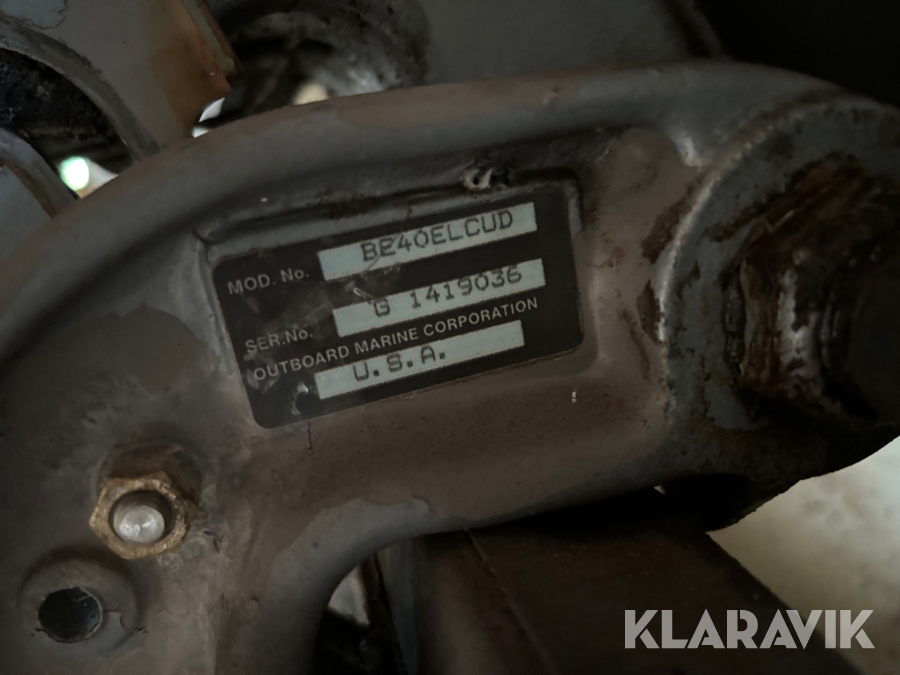 MOD. No. BE40ELCUD
SER.No. G 1419036
OUTBOARD MARINE CORPORATION
U.S.A.
KLARAVIK